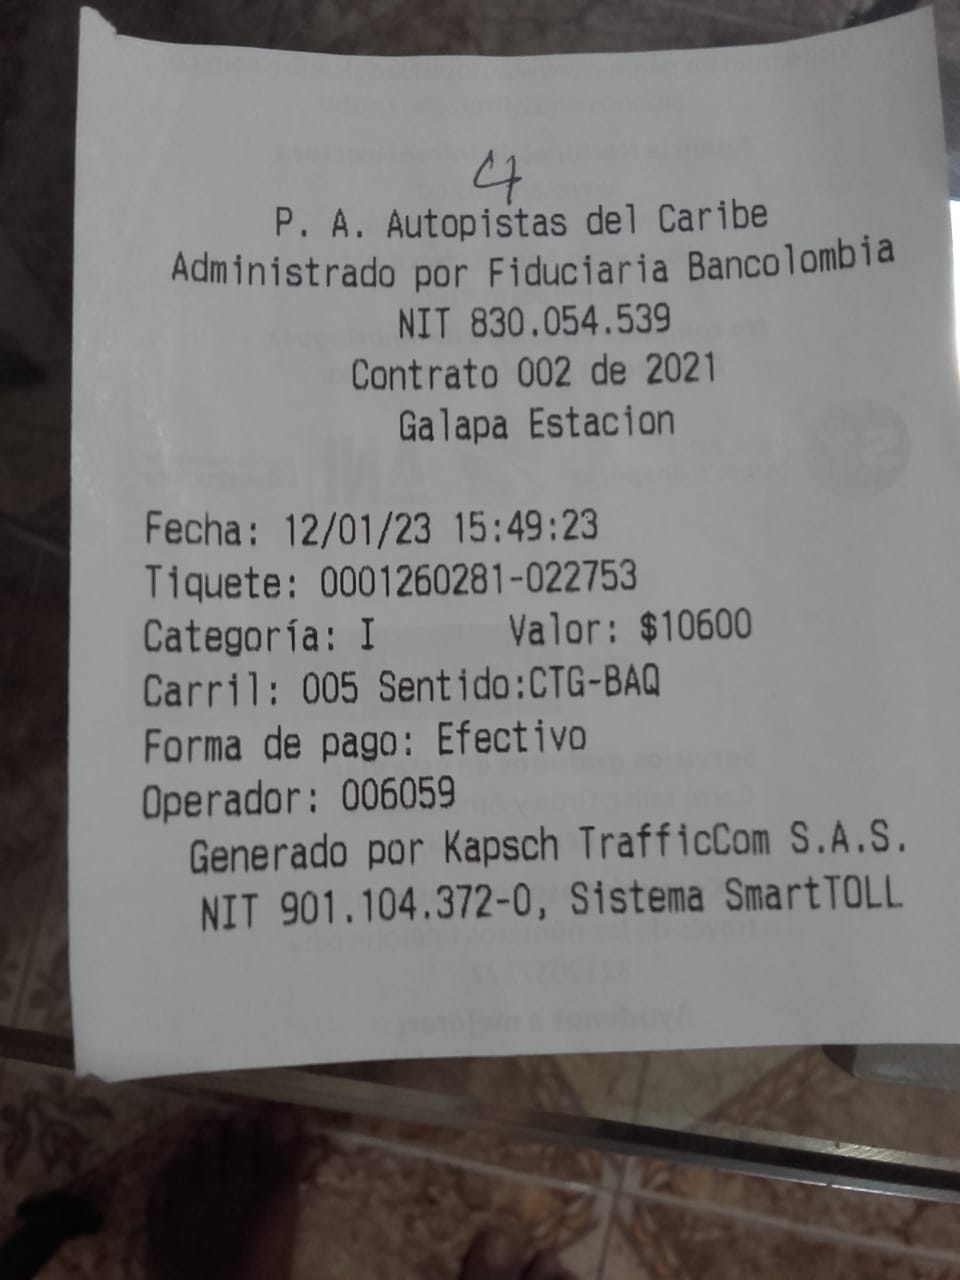 P. A. Autopistas del Caribe
Administrado por Fiduciaria Bancolombia
NIT 830.054.539
Contrato 002 de 2021
Galapa Estacion
Fecha: 12/01/23 15:49:23
Tiquete: 0001260281-022753
Categoría: I Valor: $10600
Carril: 005 Sentido:CTG-BAQ
Forma de pago: Efectivo
Operador: 006059
Generado por Kapsch TrafficCom S.A.S.
NIT 901.104.372-0, Sistema SmartTOLL